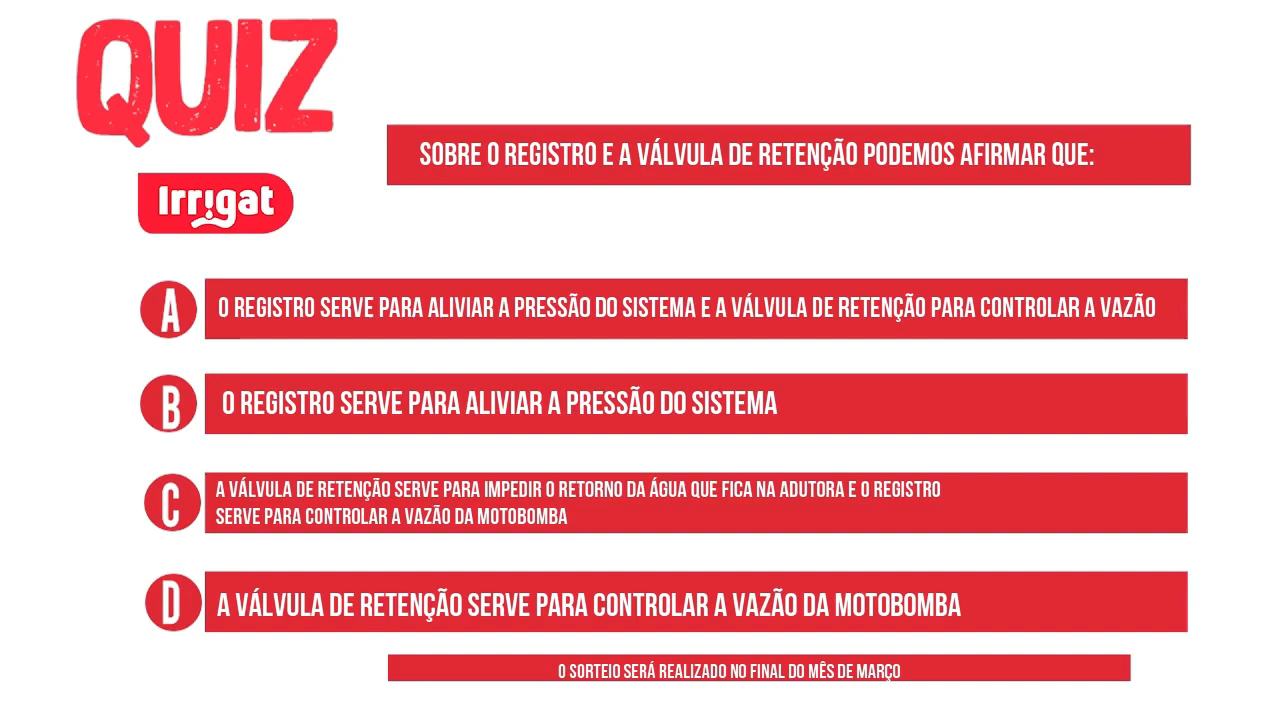 QUIZ
Irrigat
SOBRE O REGISTRO E A VÁLVULA DE RETENÇÃO PODEMOS AFIRMAR QUE:
A
O REGISTRO SERVE PARA ALIVIAR A PRESSÃO DO SISTEMA E A VÁLVULA DE RETENÇÃO PARA CONTROLAR A VAZÃO
B
O REGISTRO SERVE PARA ALIVIAR A PRESSÃO DO SISTEMA
C
A VÁLVULA DE RETENÇÃO SERVE PARA IMPEDIR O RETORNO DA ÁGUA QUE FICA NA ADUTORA E O REGISTRO
SERVE PARA CONTROLAR A VAZÃO DA MOTOBOMBA
D
A VÁLVULA DE RETENÇÃO SERVE PARA CONTROLAR A VAZÃO DA MOTOBOMBA
O SORTEIO SERÁ REALIZADO NO FINAL DO MÊS DE MARÇO